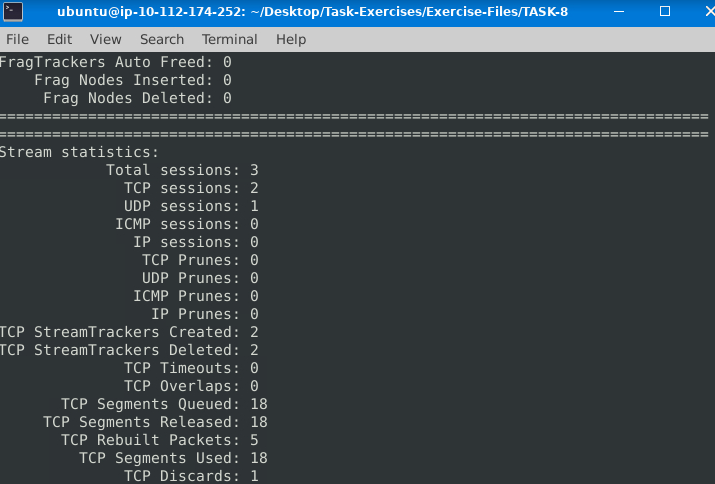 ubuntu@ip-10-112-174-252: ~/Desktop/Task-Exercises/Exercise-Files/TASK-8
File Edit View Search Terminal Help
FragTrackers Auto Freed: 0
Frag Nodes Inserted: 0
Frag Nodes Deleted: 0
===============================================================================
===============================================================================
Stream statistics:
Total sessions: 3
TCP sessions: 2
UDP sessions: 1
ICMP sessions: 0
IP sessions: 0
TCP Prunes: 0
UDP Prunes: 0
ICMP Prunes: 0
IP Prunes: 0
TCP StreamTrackers Created: 2
TCP StreamTrackers Deleted: 2
TCP Timeouts: 0
TCP Overlaps: 0
TCP Segments Queued: 18
TCP Segments Released: 18
TCP Rebuilt Packets: 5
TCP Segments Used: 18
TCP Discards: 1